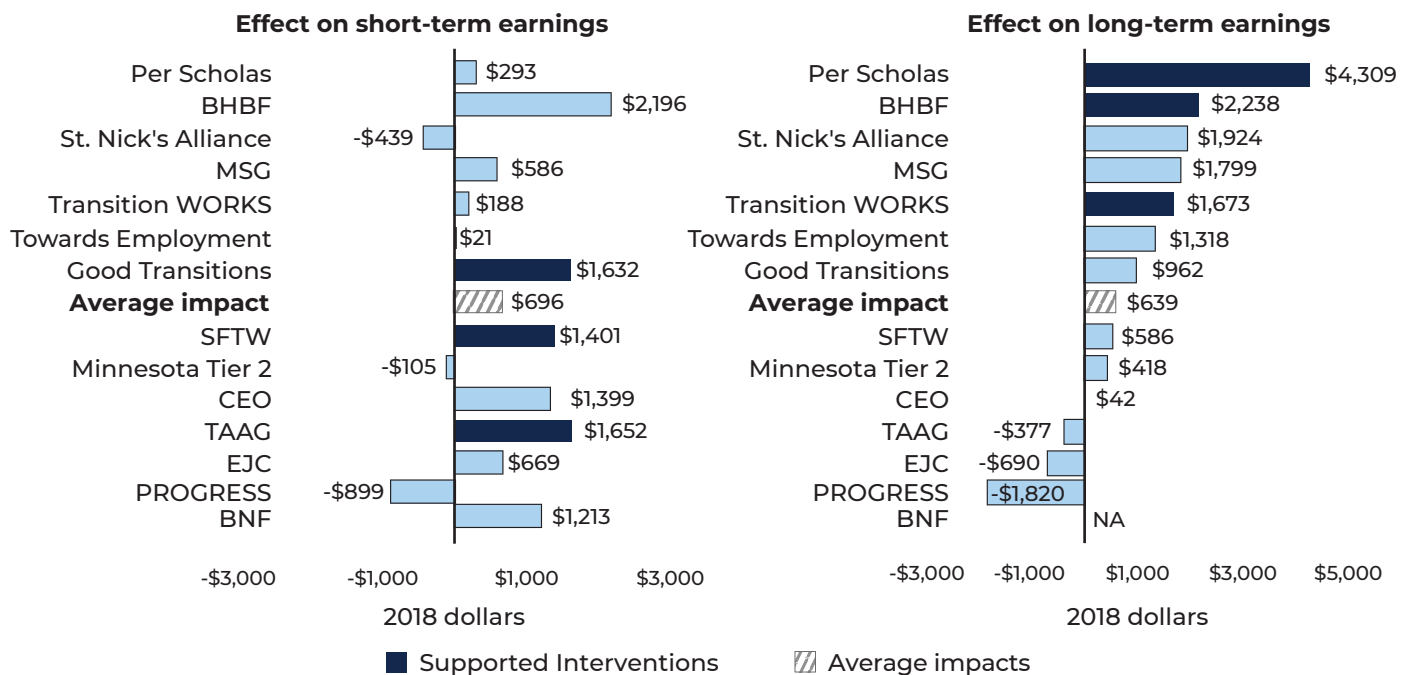 Effect on short-term earnings
Per Scholas $293
BHBF $2,196
St. Nick's Alliance -$439
MSG $586
Transition WORKS $188
Towards Employment $21
Good Transitions $1,632
Average impact $696
SFTW $1,401
Minnesota Tier 2 -$105
CEO $1,399
TAAG $1,652
EJC $669
PROGRESS -$899
BNF $1,213
-$3,000 -$1,000 $1,000 $3,000
2018 dollars
Effect on long-term earnings
Per Scholas $4,309
BHBF $2,238
St. Nick's Alliance $1,924
MSG $1,799
Transition WORKS $1,673
Towards Employment $1,318
Good Transitions $962
Average impact $639
SFTW $586
Minnesota Tier 2 $418
CEO $42
TAAG -$377
EJC -$690
PROGRESS -$1,820
BNF NA
-$3,000 -$1,000 $1,000 $3,000 $5,000
2018 dollars
Supported Interventions Average impacts